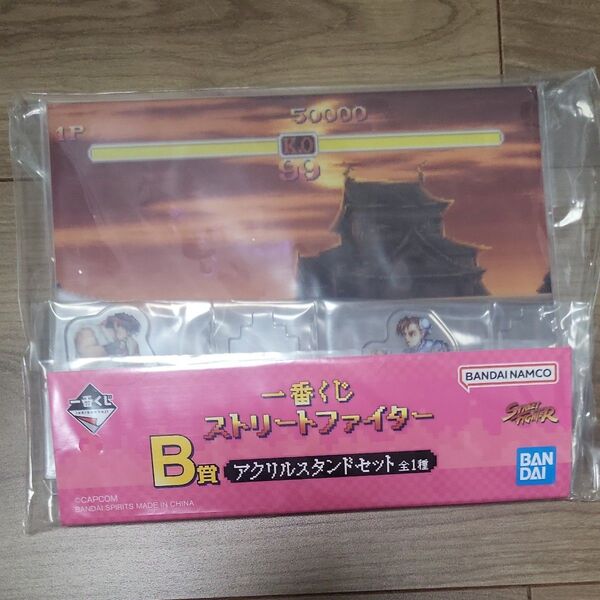 50000
1P
K.O
99
一番くじ
ストリートファイター
B賞 アクリルスタンドセット 全1種
一番くじ
BANDAI NAMCO
STREET FIGHTER
BAN
DAI
©CAPCOM
BANDAI SPIRITS MADE IN CHINA